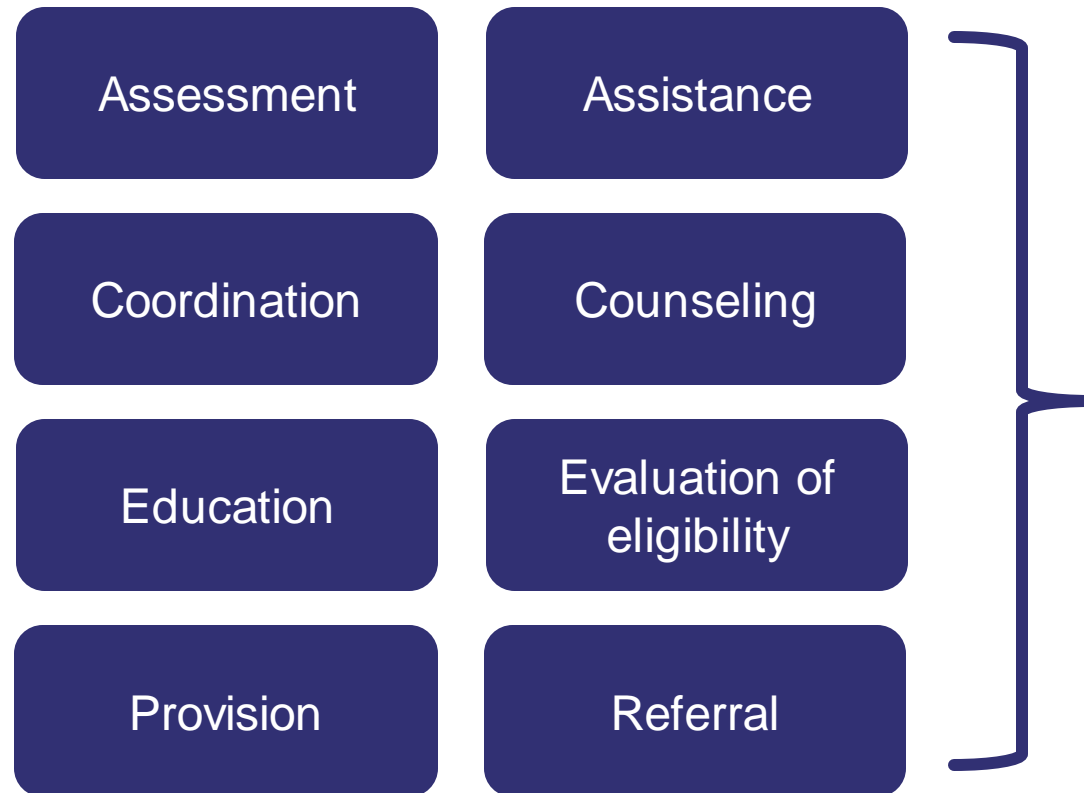 Assessment
Assistance
Coordination
Counseling
Education
Evaluation of
eligibility
Provision
Referral